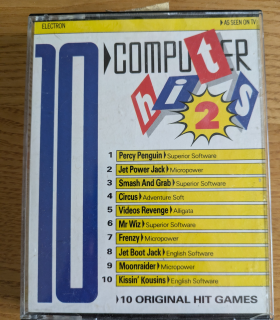 ELECTRON AS SEEN ON TV
10 COMPUTER
hits
2
1 Percy Penguin Superior Software
2 Jet Power Jack Micropower
3 Smash And Grab Superior Software
4 Circus Adventure Soft
5 Videos Revenge Alligata
6 Mr Wiz Superior Software
7 Frenzy Micropower
8 Jet Boot Jack English Software
9 Moonraider Micropower
10 Kissin' Kousins English Software
10 ORIGINAL HIT GAMES